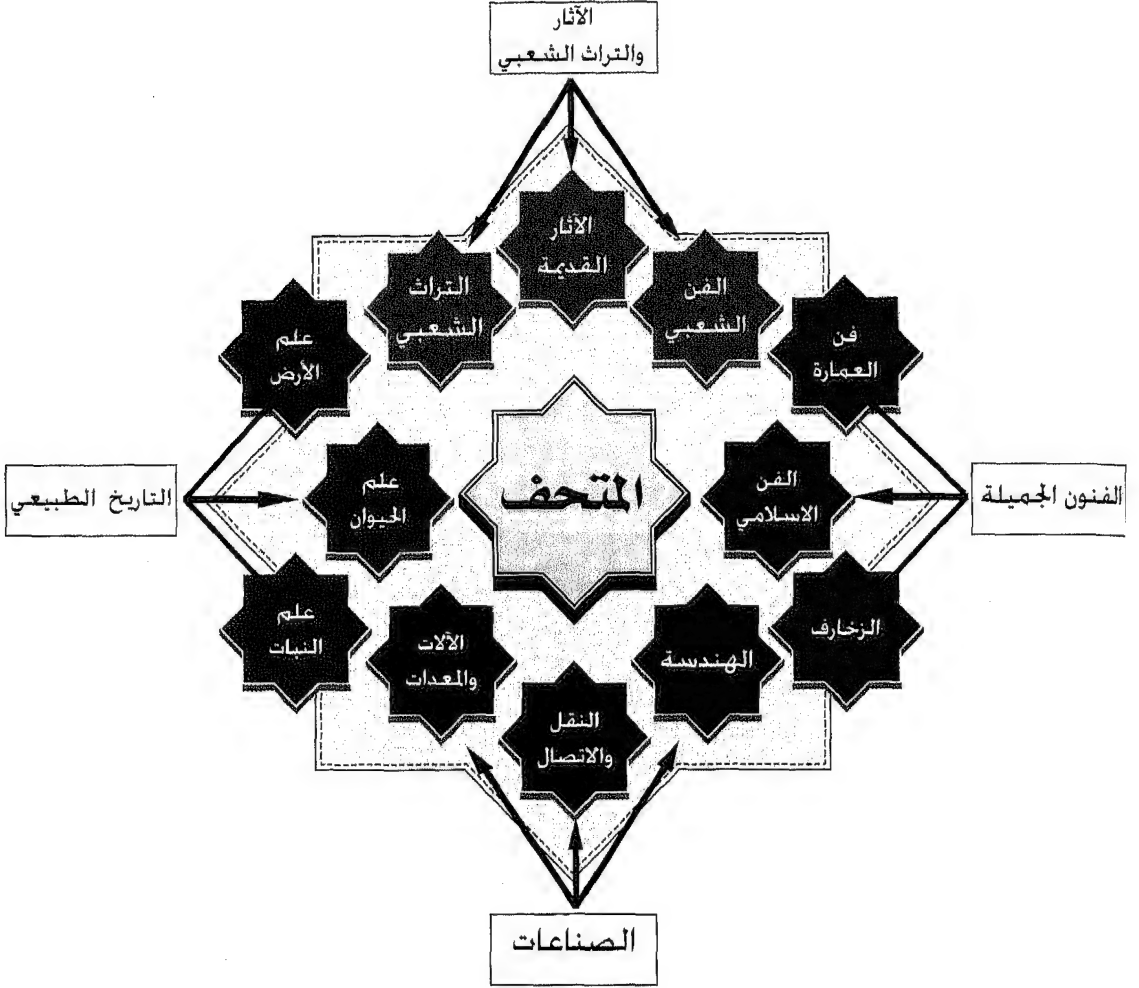 الآثار
والتراث الشعبي
الآثار
القديمة
الفن
الشعبي
التراث
الشعبي
فن
العمارة
علم
الأرض
المتحف
الفن
الاسلامي
علم
الحيوان
الفنون الجميلة
التاريخ الطبيعي
الزخارف
الهندسة
الآلات
والمعدات
علم
النبات
النقل
والاتصال
الصناعات